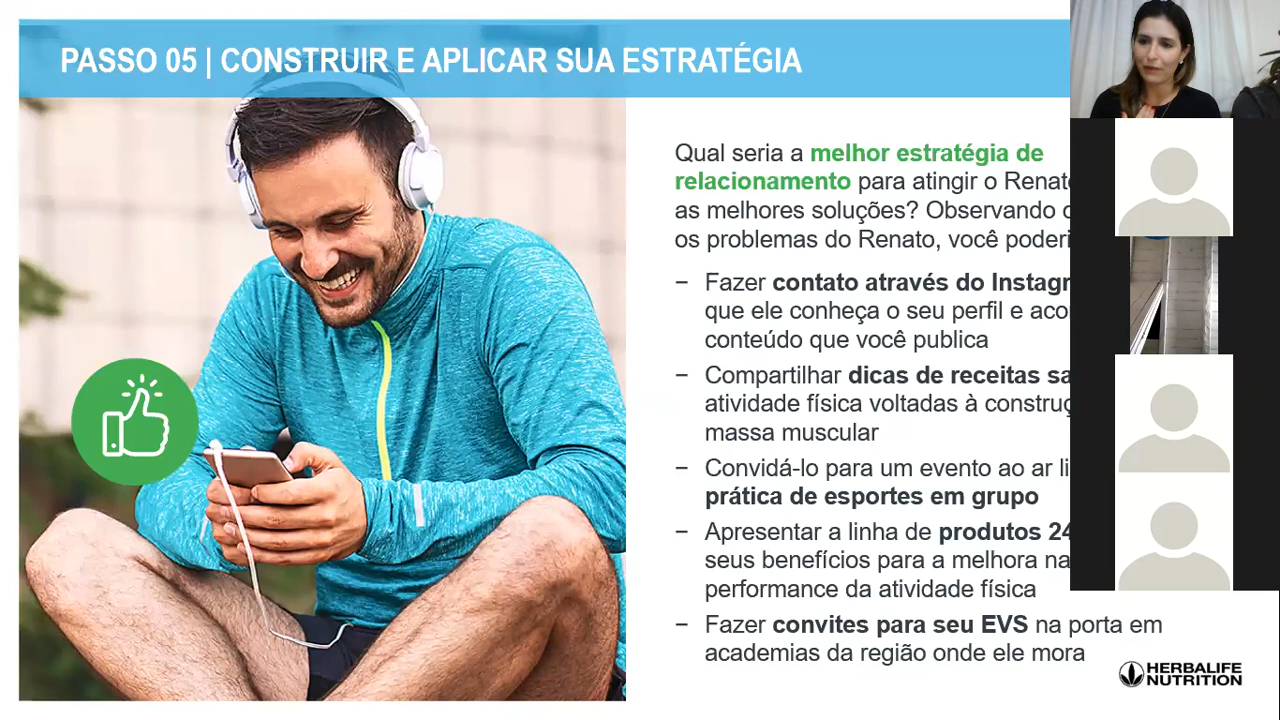 PASSO 05 | CONSTRUIR E APLICAR SUA ESTRATÉGIA
Qual seria a melhor estratégia de
relacionamento para atingir o
as melhores soluções? Observando
os problemas do Renato, você
– Fazer contato através do
que ele conheça o seu perfil e
conteúdo que você publica
– Compartilhar dicas de receitas
atividade física voltadas à
massa muscular
– Convidá-lo para um evento ao ar
prática de esportes em grupo
– Apresentar a linha de produtos
seus benefícios para a melhora na
performance da atividade física
– Fazer convites para seu EVS na porta em
academias da região onde ele mora
HERBALIFE
NUTRITION